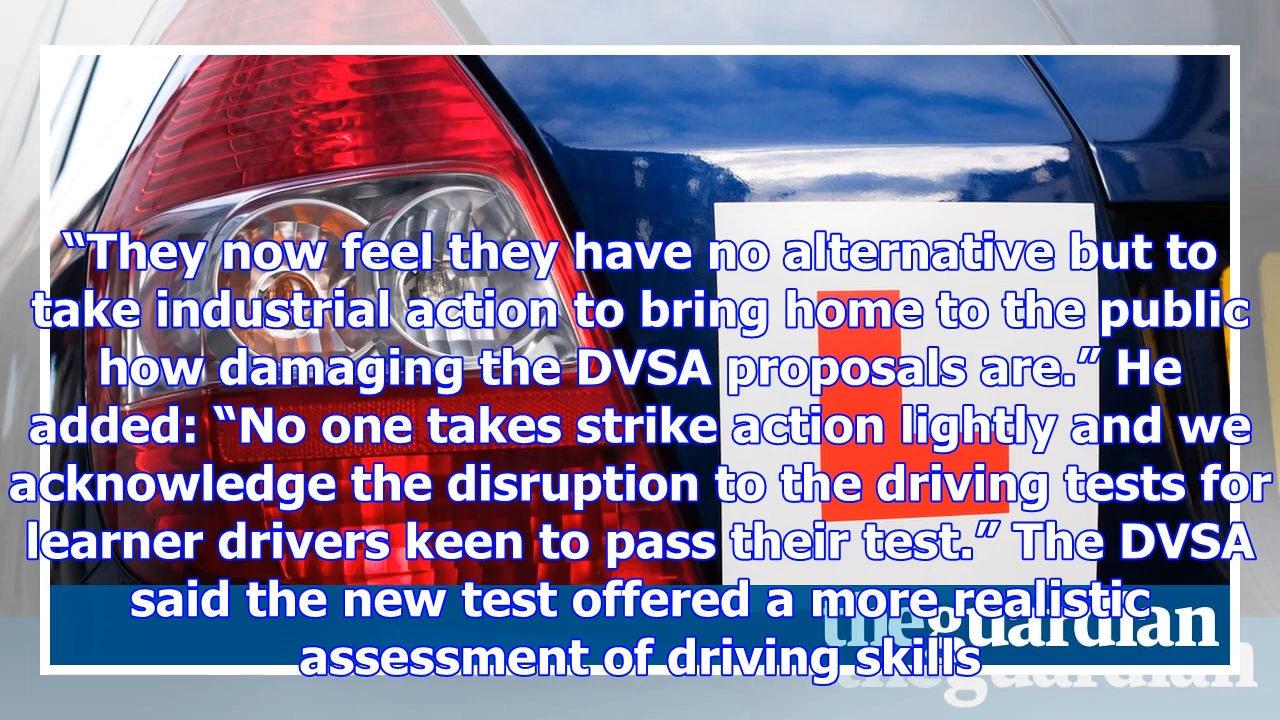 “They now feel they have no alternative but to
take industrial action to bring home to the public
how damaging the DVSA proposals are.” He
added: “No one takes strike action lightly and we
acknowledge the disruption to the driving tests for
learner drivers keen to pass their test.” The DVSA
said the new test offered a more realistic
assessment of driving skills
L
theguardian
theguardian